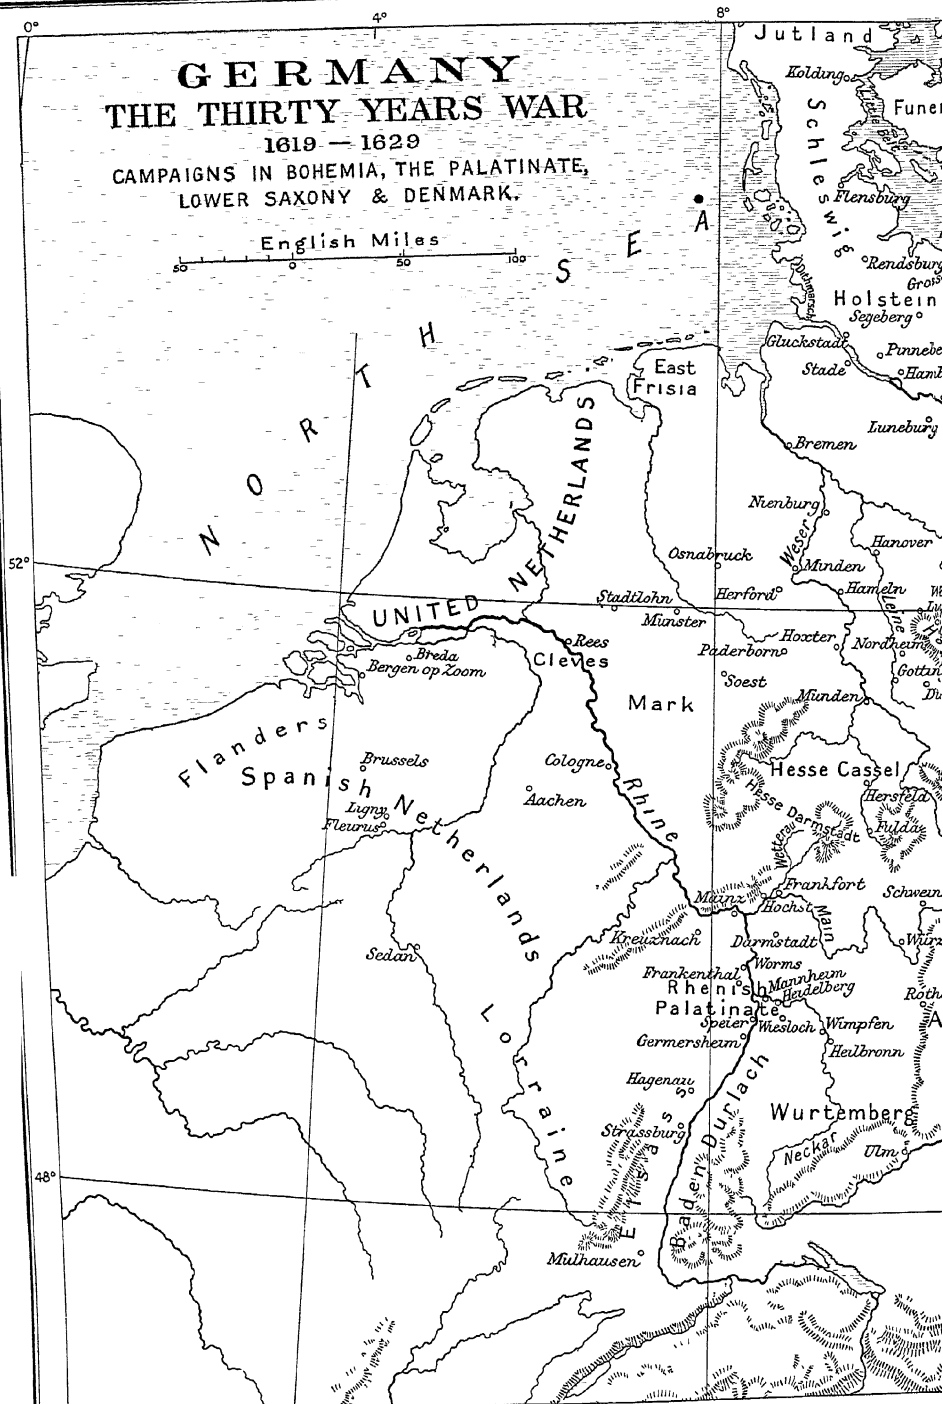 0°
4°
8°
GERMANY
THE THIRTY YEARS WAR
1619 — 1629
CAMPAIGNS IN BOHEMIA, THE PALATINATE,
LOWER SAXONY & DENMARK.
English Miles
50 0 50 100
NORTH SEA
Jutland
Kolding
Schleswig
Flensburg
Rendsburg
Dithmarsch
Holstein
Segeberg
Gluckstadt
Stade
East
Frisia
Luneburg
Bremen
Nienburg
Weser
Hanover
Osnabruck
Minden
52°
UNITED NETHERLANDS
Stadtlohn
Herford
Hameln
Leine
Munster
Hoxter
Nordheim
Paderborn
Rees
Cleves
Breda
Bergen op Zoom
Soest
Mark
Munden
Flanders
Spanish Netherlands
Brussels
Cologne
Rhine
Hesse Cassel
Aachen
Hersfeld
Hesse Darmstadt
Ligny
Fleurus
Fulda
Wetterau
Frankfort
Mainz
Hochst
Main
Kreuznach
Darmstadt
Sedan
Worms
Frankenthal
Mannheim
Rhenish
Palatinate
Heidelberg
Speier
Wiesloch
Wimpfen
Germersheim
Heilbronn
Lorraine
Hagenau
Elsass
Baden Durlach
Strassburg
Wurtemberg
Neckar
Ulm
48°
Mulhausen